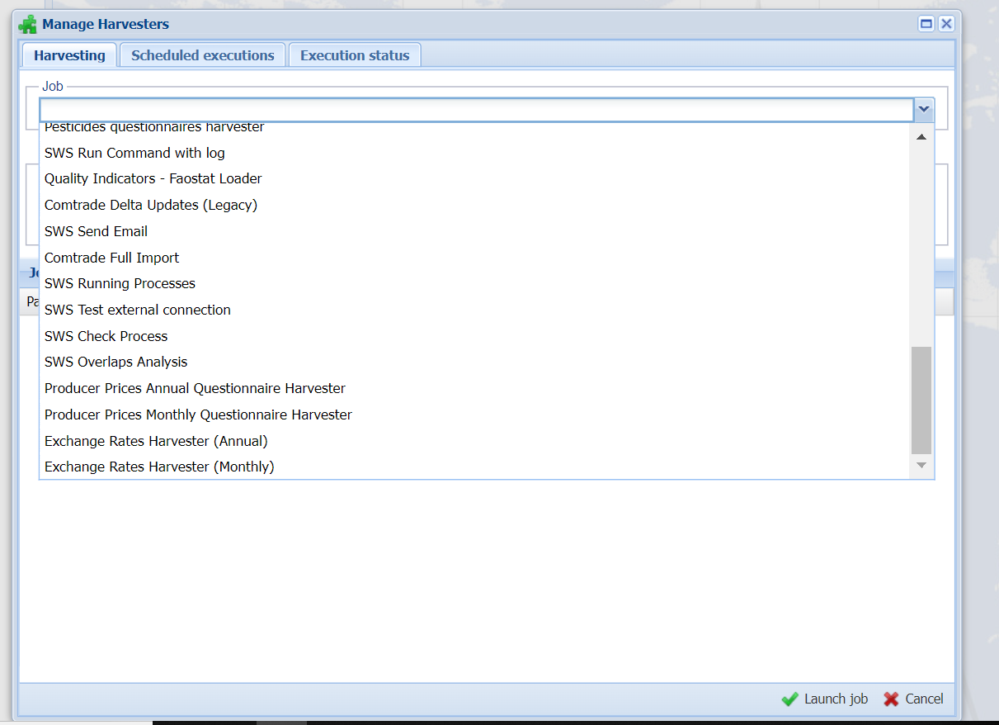 Manage Harvesters
Harvesting
Scheduled executions
Execution status
Job
Pesticides questionnaires harvester
SWS Run Command with log
Quality Indicators - Faostat Loader
Comtrade Delta Updates (Legacy)
SWS Send Email
Comtrade Full Import
SWS Running Processes
SWS Test external connection
SWS Check Process
SWS Overlaps Analysis
Producer Prices Annual Questionnaire Harvester
Producer Prices Monthly Questionnaire Harvester
Exchange Rates Harvester (Annual)
Exchange Rates Harvester (Monthly)
Launch job
Cancel